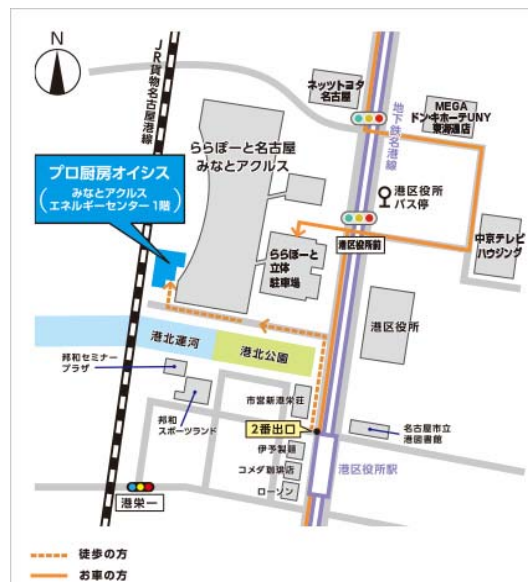 N
JR貨物名古屋港線
ネッツトヨタ
名古屋
MEGA
ドン・キホーテUNY
東海通店
地下鉄名港線
ららぽーと名古屋
みなとアクルス
プロ厨房オイシス
(みなとアクルス
エネルギーセンター1階)
港区役所
バス停
港区役所前
中京テレビ
ハウジング
ららぽーと
立体
駐車場
港区役所
港北運河
港北公園
邦和セミナー
プラザ
邦和
スポーツランド
市営新港栄荘
2番出口
名古屋市立
港図書館
伊予製麺
コメダ珈琲店
ローソン
港区役所駅
港栄一
徒歩の方
お車の方